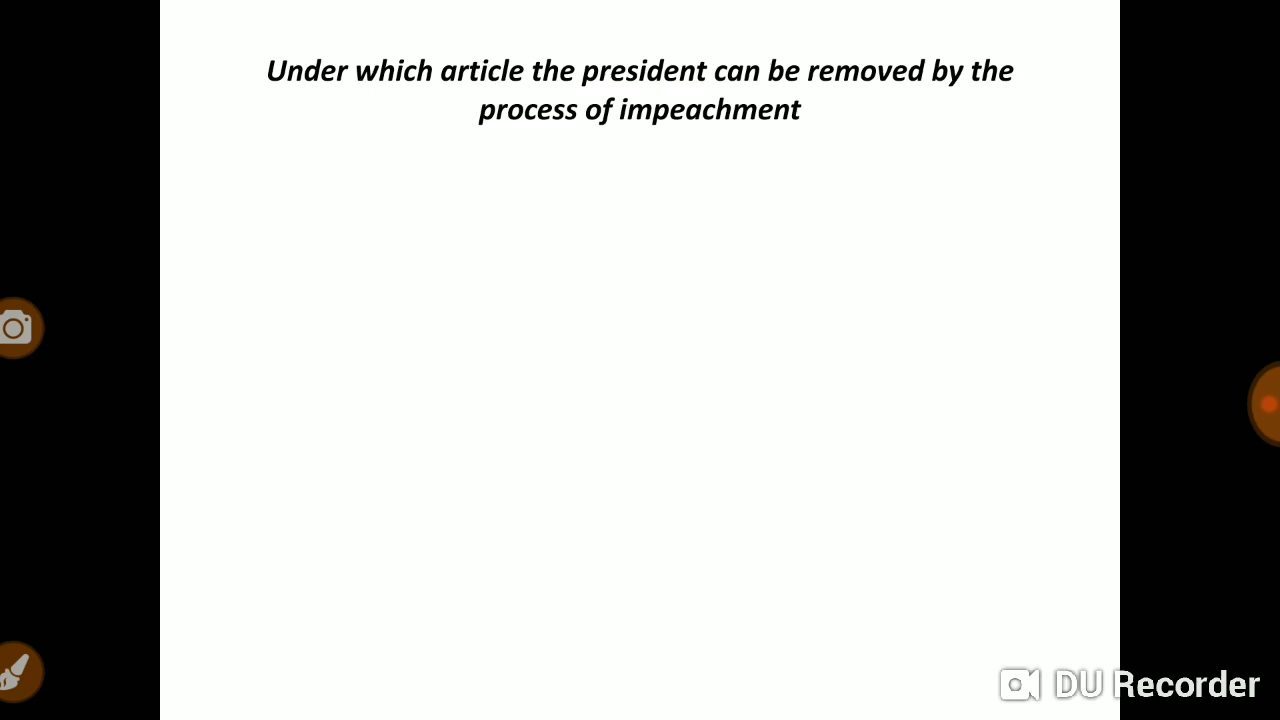 Under which article the president can be removed by the
process of impeachment
DU Recorder